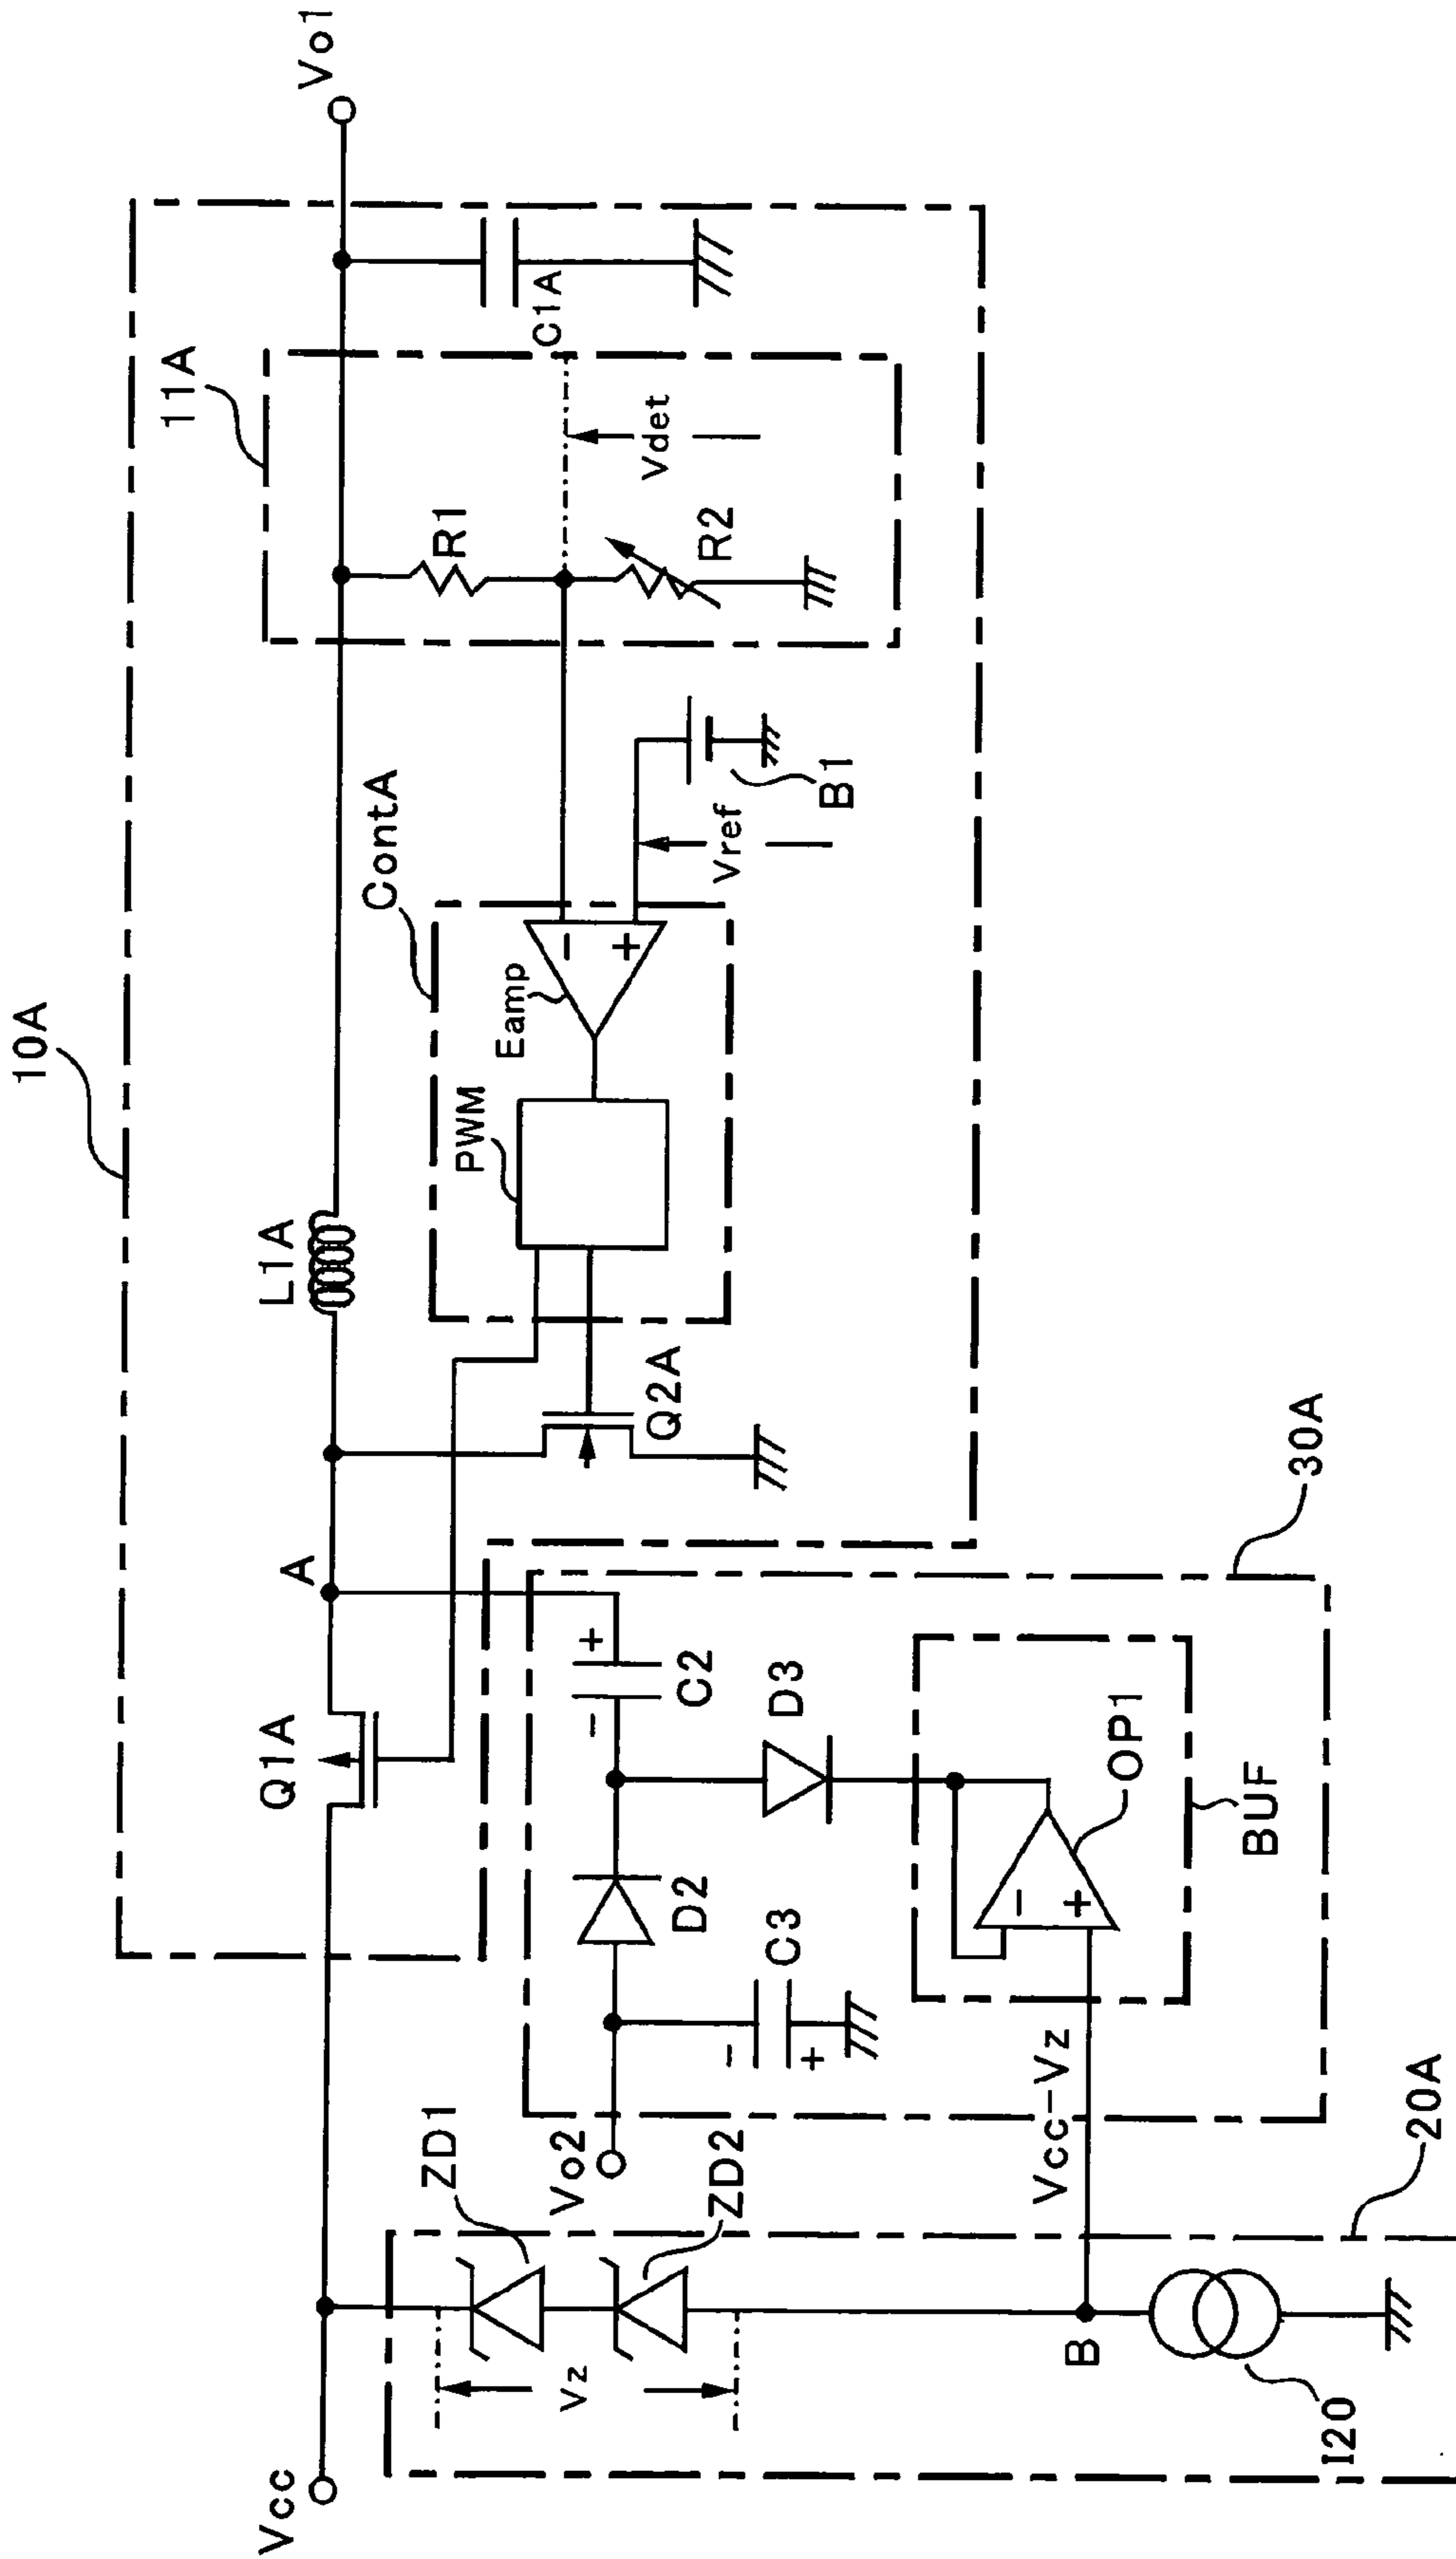 10A
Vcc
Q1A
A
L1A
Vo1
11A
ContA
ZD1
Vo2
ZD2
Vz
D2
C3
-
+
-
+
C2
D3
Q2A
PWM
Eamp
-
+
Vref
B1
R1
R2
Vdet
C1A
30A
Vcc-Vz
-
+
OP1
BUF
B
I20
20A